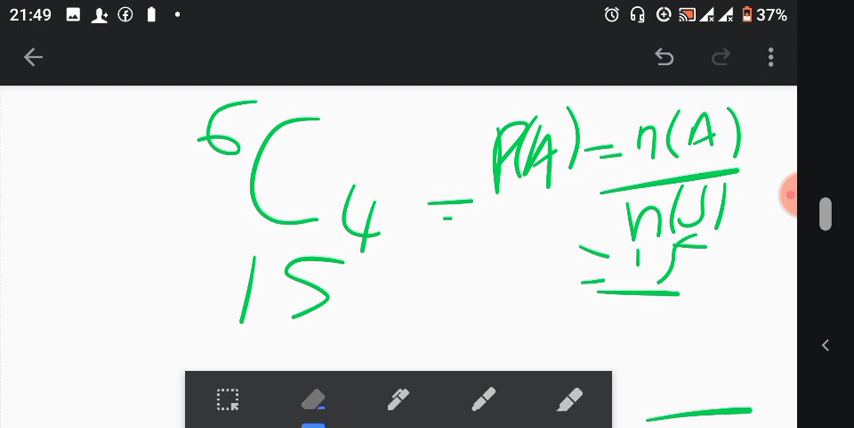 21:49 37%
⁶C₄ = P(A) = n(A)
n(S)
15 = 15